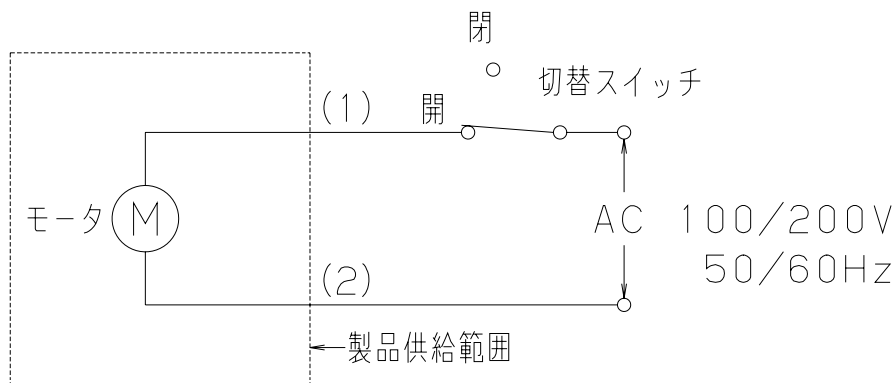 閉
切替スイッチ
(1)
開
モータ
M
AC 100/200V
50/60Hz
(2)
製品供給範囲